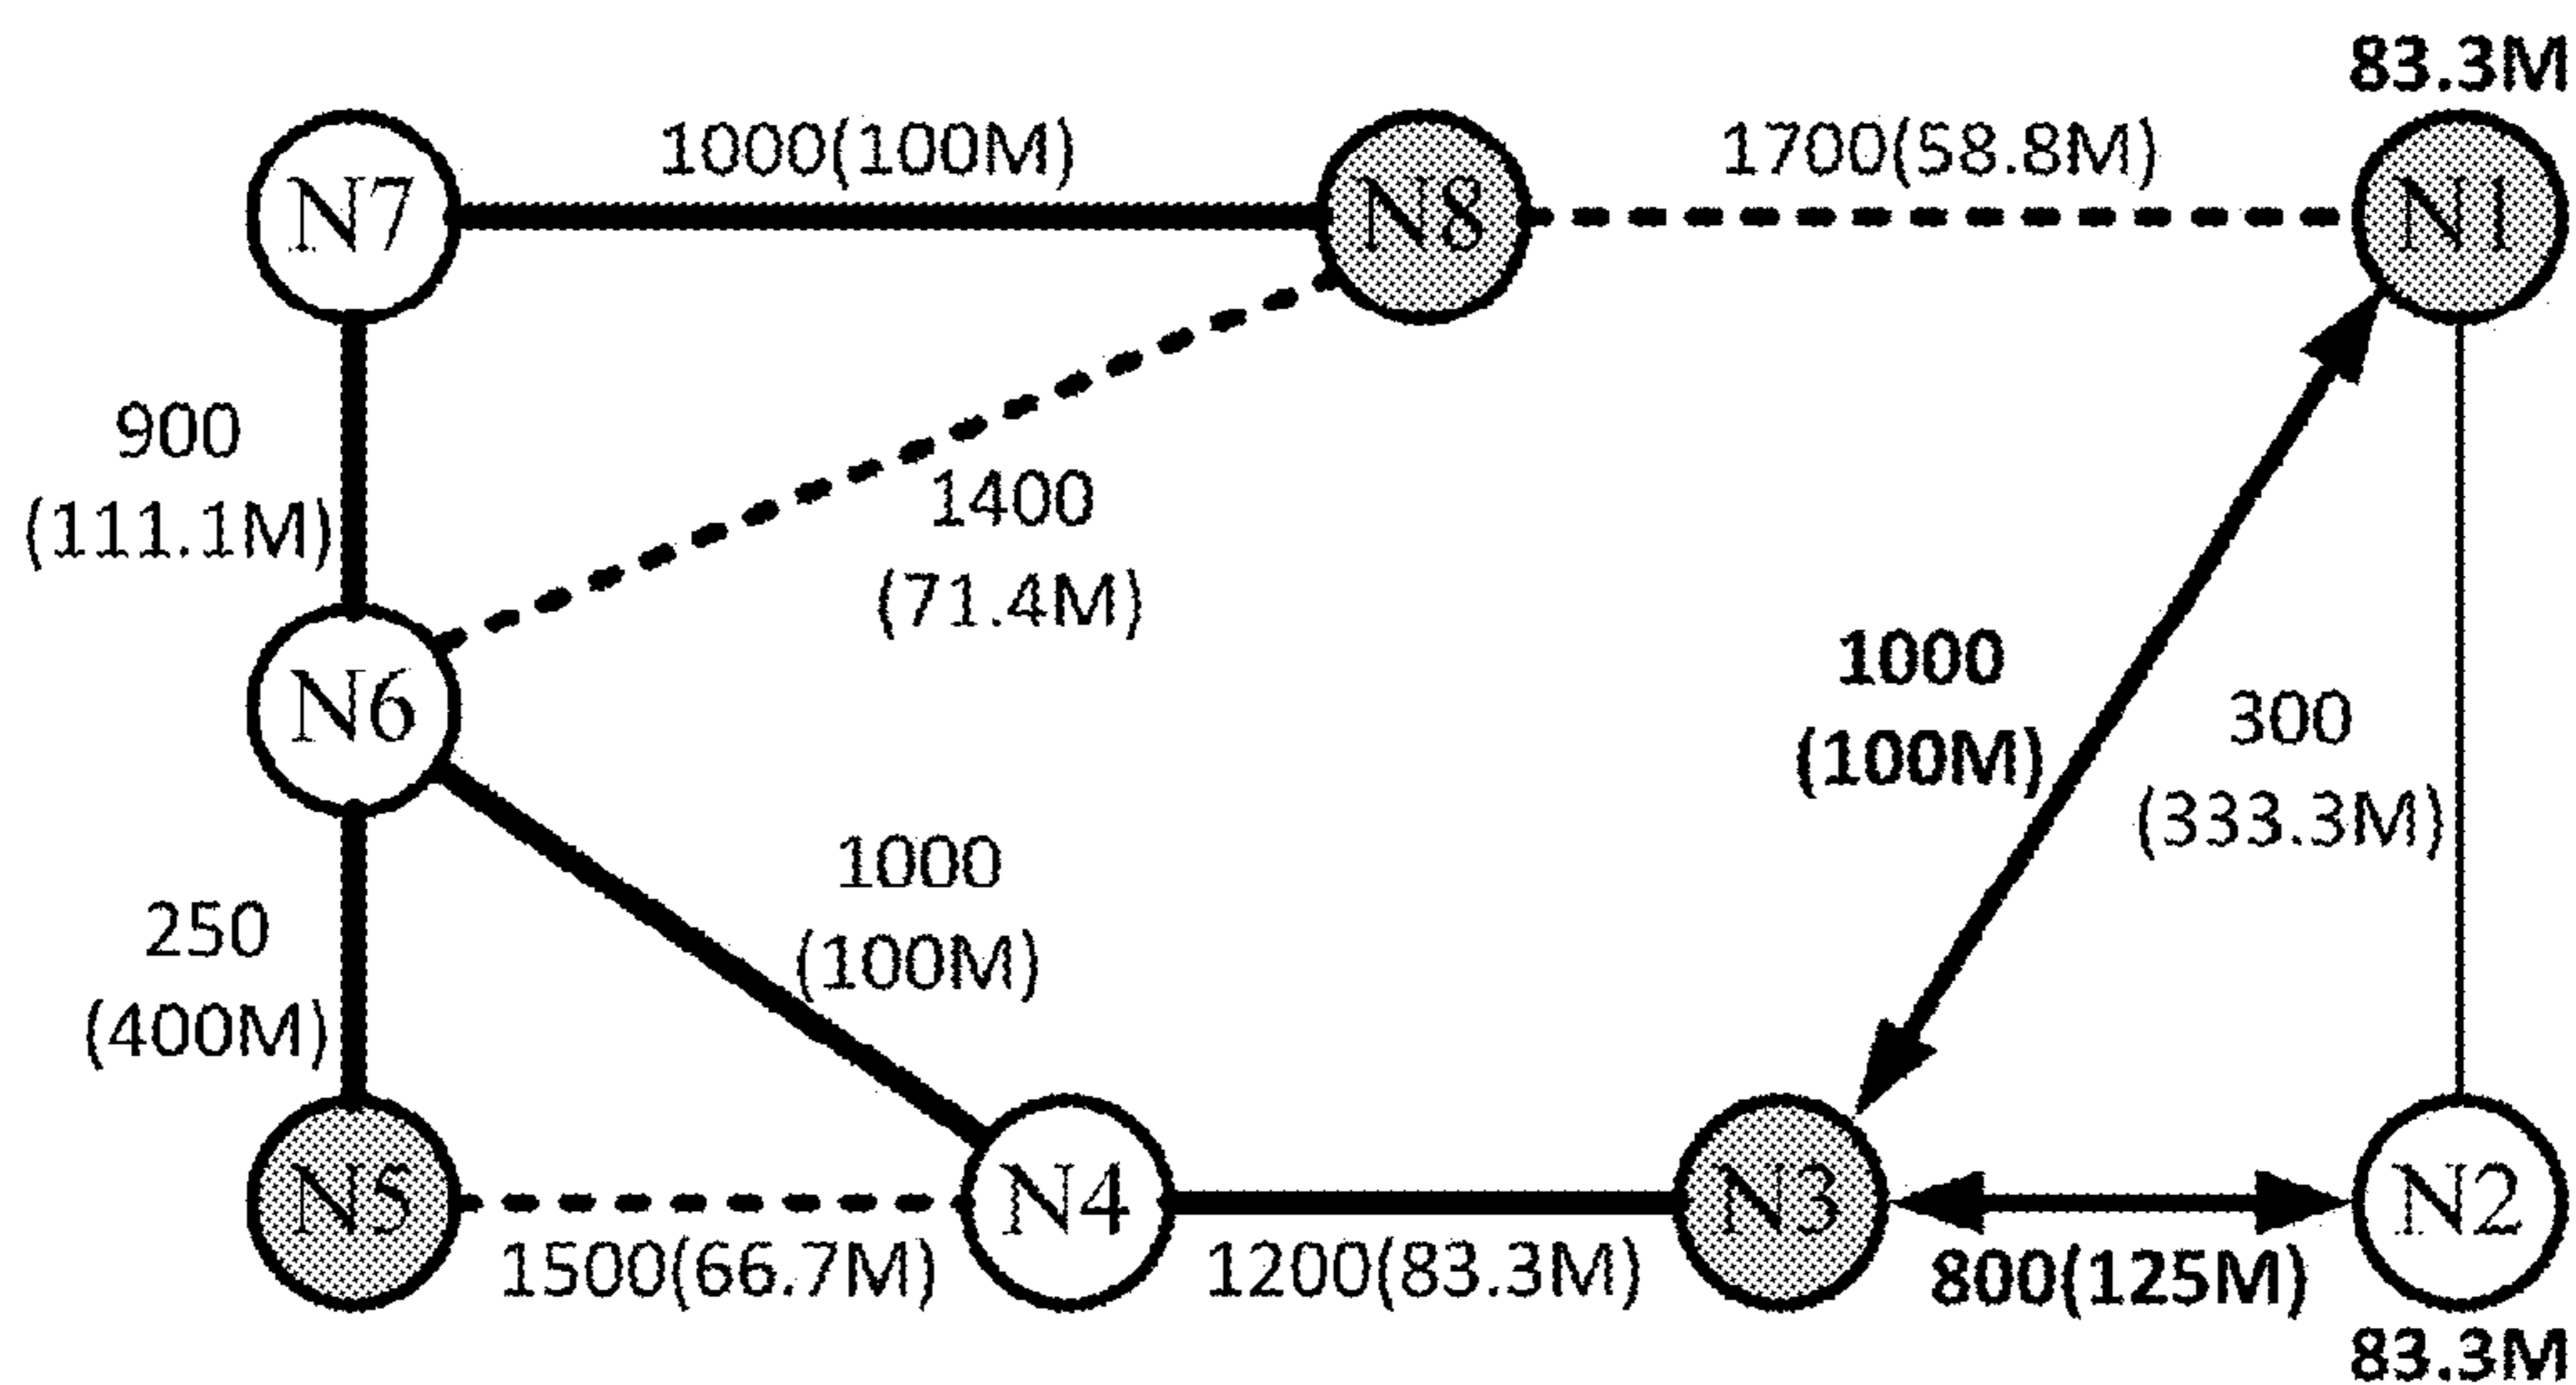 83.3M
1000(100M)
1700(58.8M)
N7
N8
N1
900
(111.1M)
1400
(71.4M)
N6
1000
(100M)
300
(333.3M)
250
(400M)
1000
(100M)
N5
N4
N3
N2
1500(66.7M)
1200(83.3M)
800(125M)
83.3M